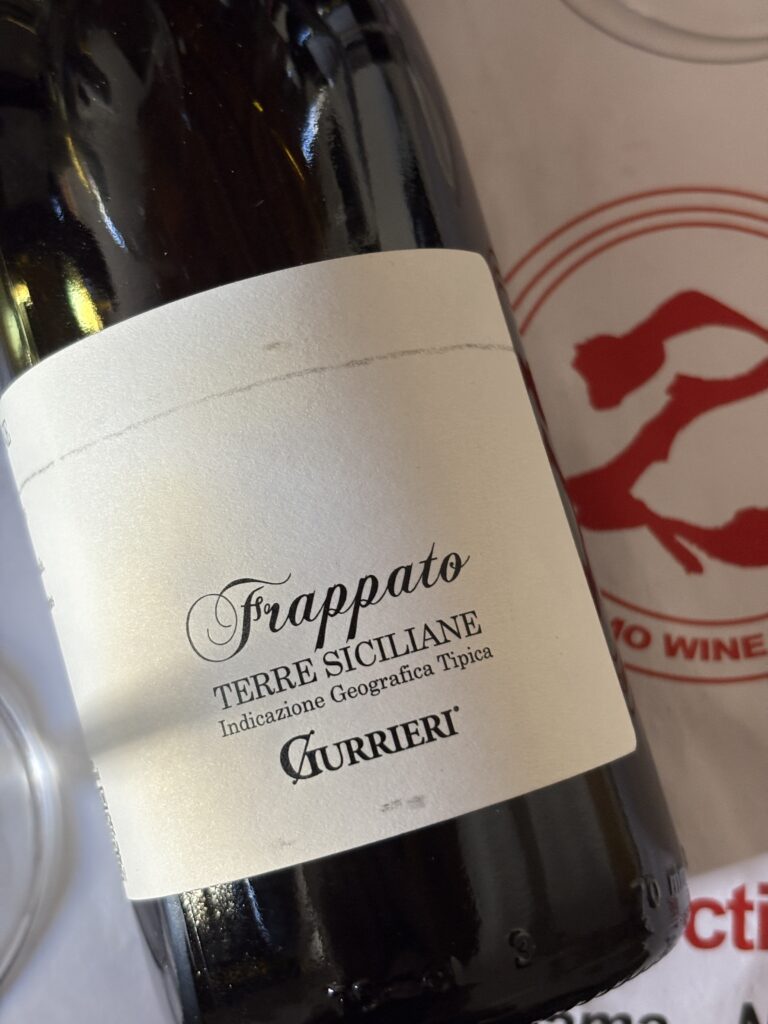 Frappato
TERRE SICILIANE
Indicazione Geografica Tipica
GURRIERI
WINE